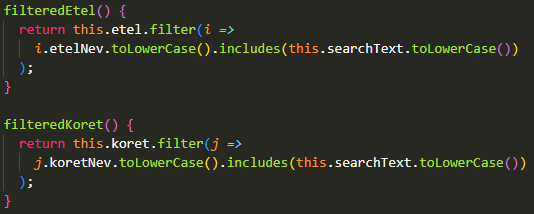 filteredEtel() {
return this.etel.filter(i =>
i.etelNev.toLowerCase().includes(this.searchText.toLowerCase())
);
}
filteredKoret() {
return this.koret.filter(j =>
j.koretNev.toLowerCase().includes(this.searchText.toLowerCase())
);
}